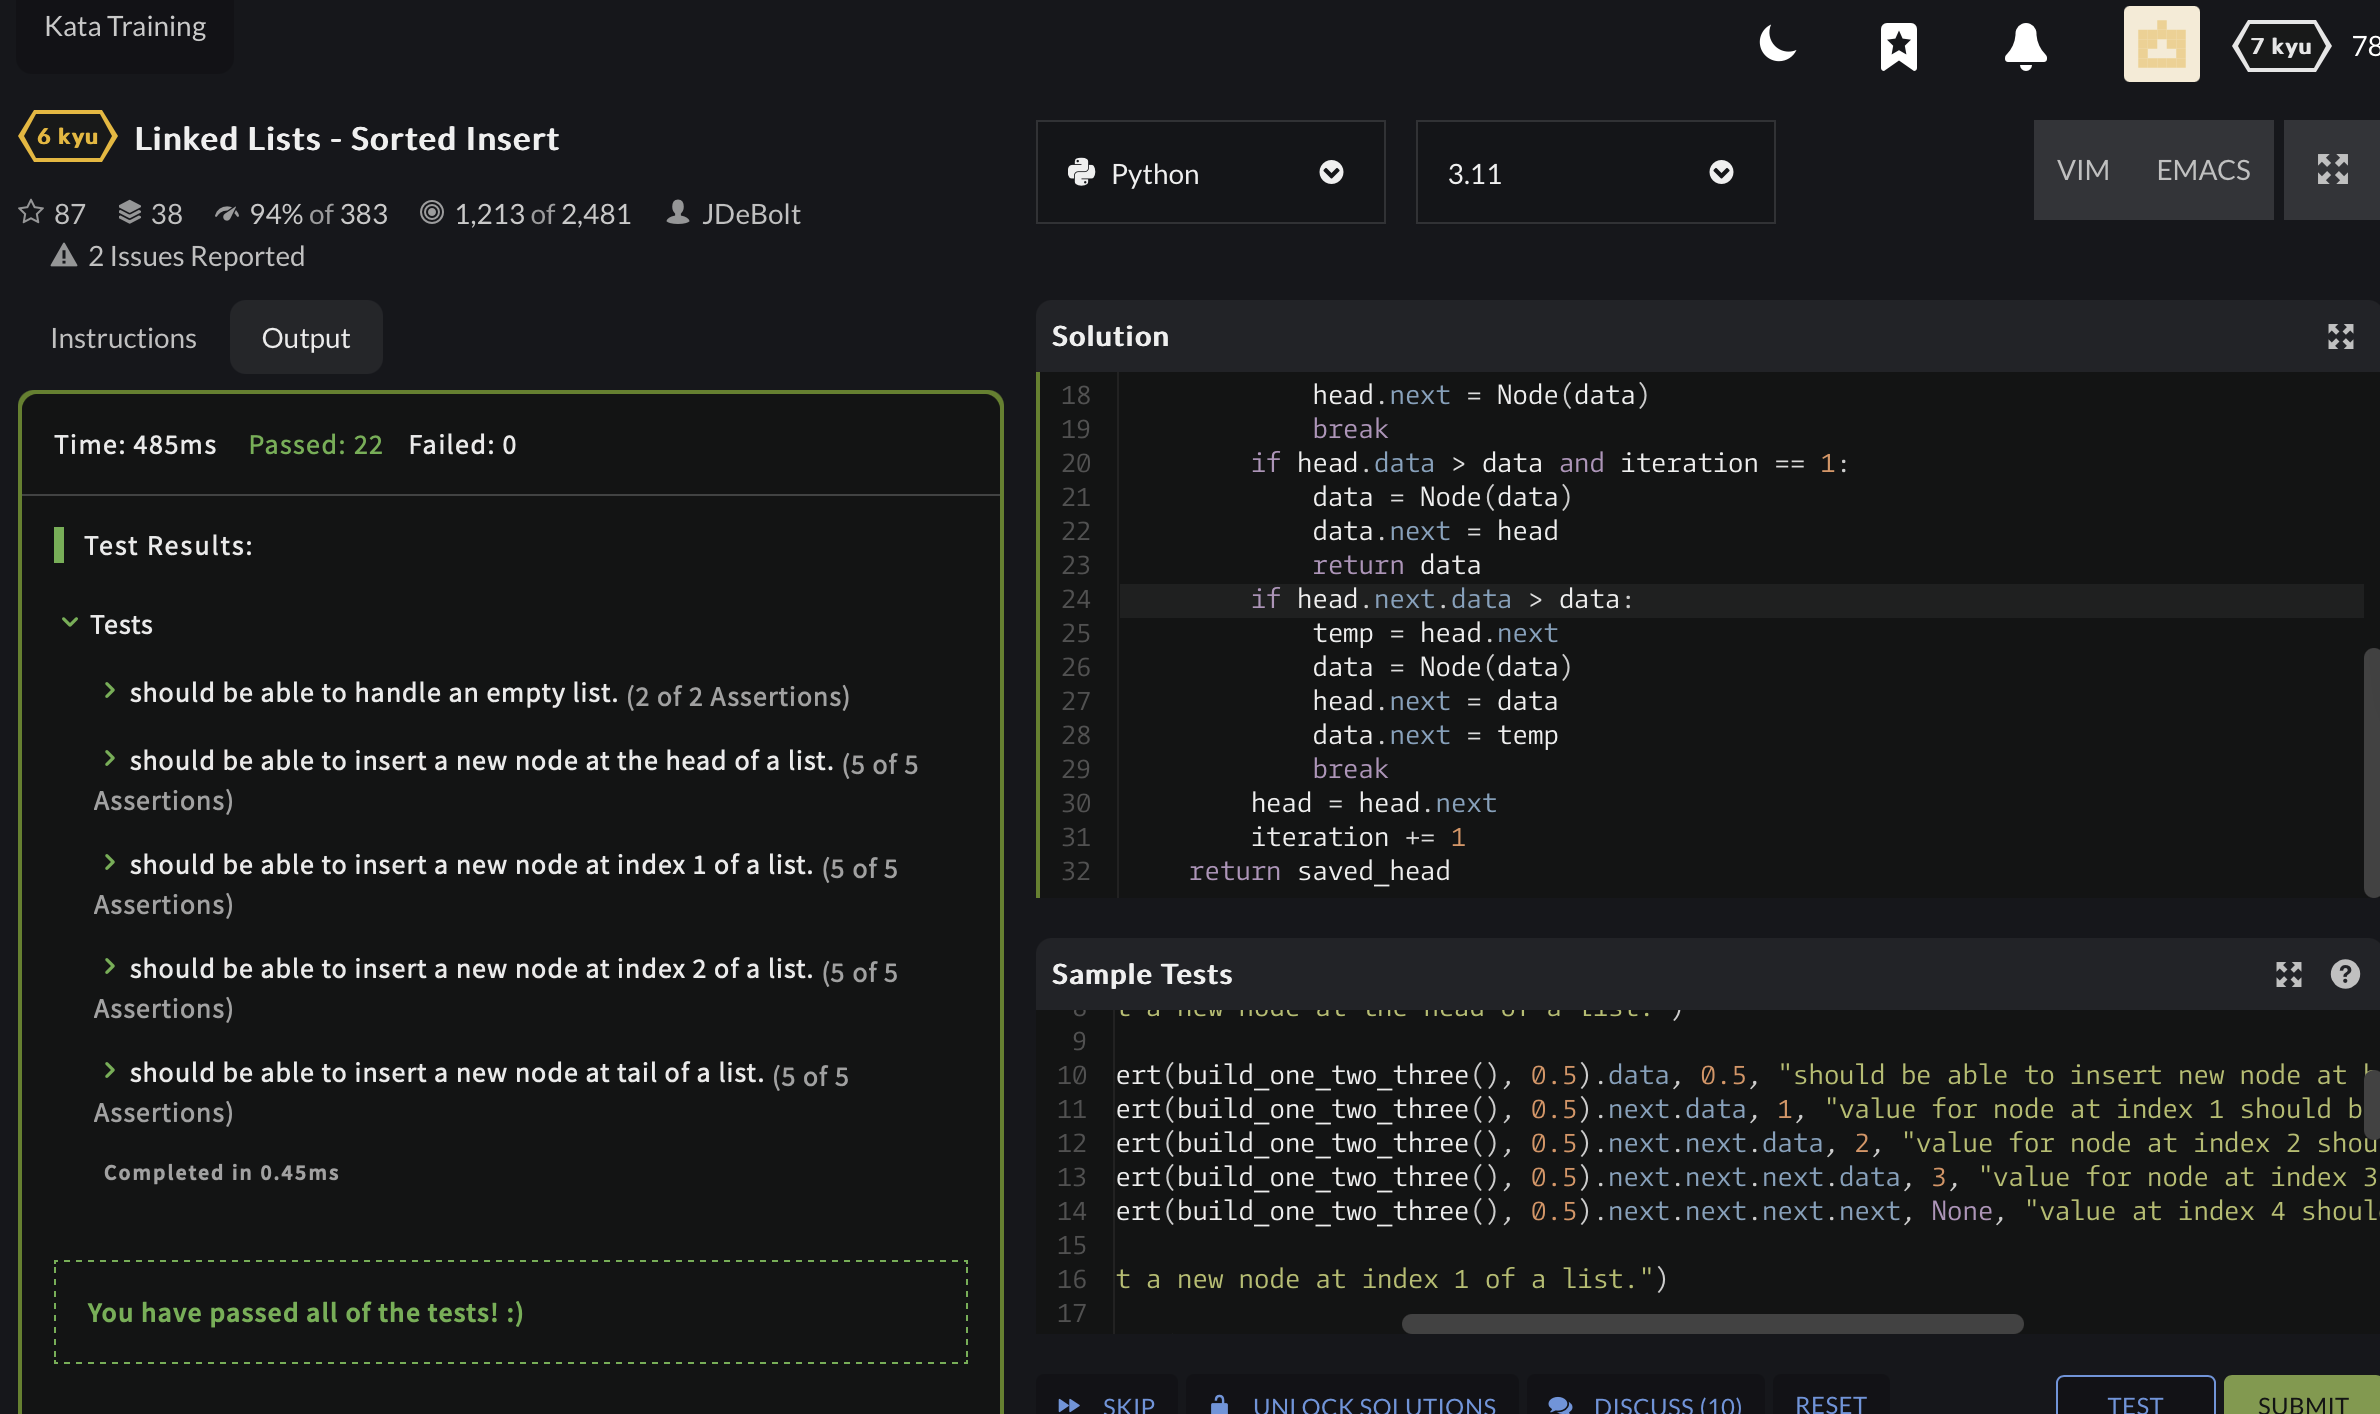 Kata Training
7 kyu
78
6 kyu Linked Lists - Sorted Insert
87 38 94% of 383 1,213 of 2,481 JDeBolt
2 Issues Reported
Instructions Output
Time: 485ms Passed: 22 Failed: 0
Test Results:
Tests
should be able to handle an empty list. (2 of 2 Assertions)
should be able to insert a new node at the head of a list. (5 of 5
Assertions)
should be able to insert a new node at index 1 of a list. (5 of 5
Assertions)
should be able to insert a new node at index 2 of a list. (5 of 5
Assertions)
should be able to insert a new node at tail of a list. (5 of 5
Assertions)
Completed in 0.45ms
You have passed all of the tests! :)
Python 3.11 VIM EMACS
Solution
18 head.next = Node(data)
19 break
20 if head.data > data and iteration == 1:
21 data = Node(data)
22 data.next = head
23 return data
24 if head.next.data > data:
25 temp = head.next
26 data = Node(data)
27 head.next = data
28 data.next = temp
29 break
30 head = head.next
31 iteration += 1
32 return saved_head
Sample Tests
8 t a new node at the head of a list.")
9
10 ert(build_one_two_three(), 0.5).data, 0.5, "should be able to insert new node at
11 ert(build_one_two_three(), 0.5).next.data, 1, "value for node at index 1 should b
12 ert(build_one_two_three(), 0.5).next.next.data, 2, "value for node at index 2 shou
13 ert(build_one_two_three(), 0.5).next.next.next.data, 3, "value for node at index 3
14 ert(build_one_two_three(), 0.5).next.next.next.next, None, "value at index 4 shoul
15
16 t a new node at index 1 of a list.")
17
SKIP UNLOCK SOLUTIONS DISCUSS (10) RESET TEST SUBMIT